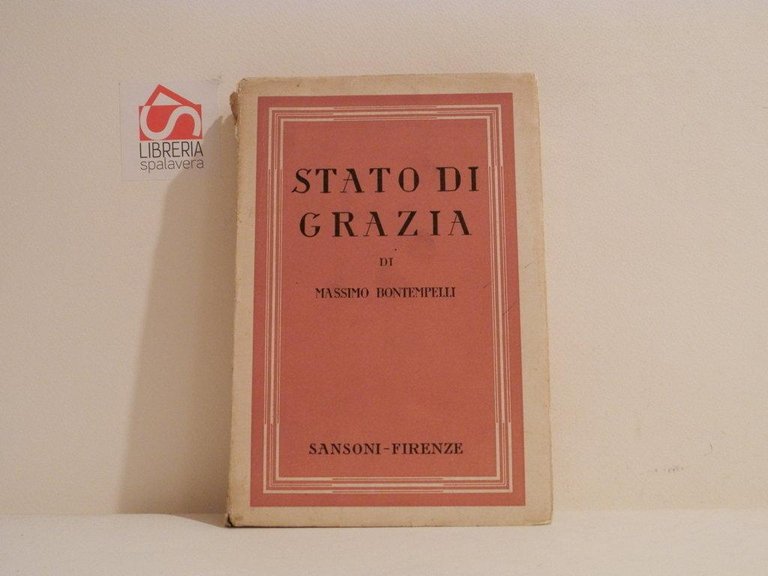 LIBRERIA
spalavera
STATO DI
GRAZIA
DI
MASSIMO BONTEMPELLI
SANSONI-FIRENZE